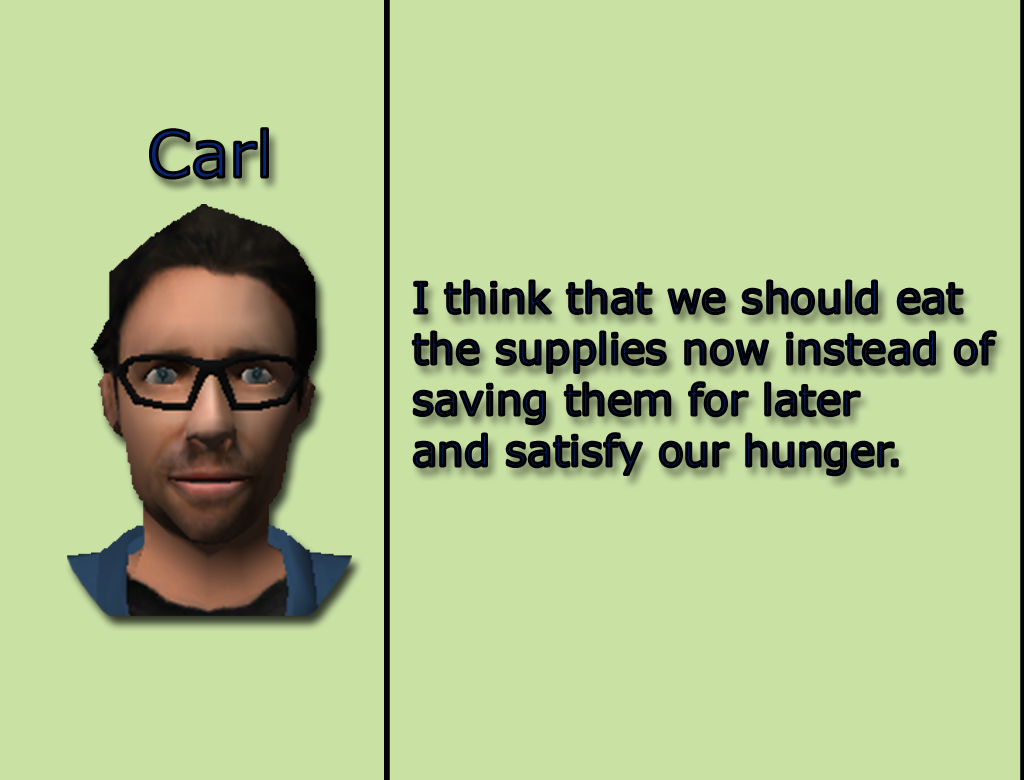 Carl
I think that we should eat
the supplies now instead of
saving them for later
and satisfy our hunger.